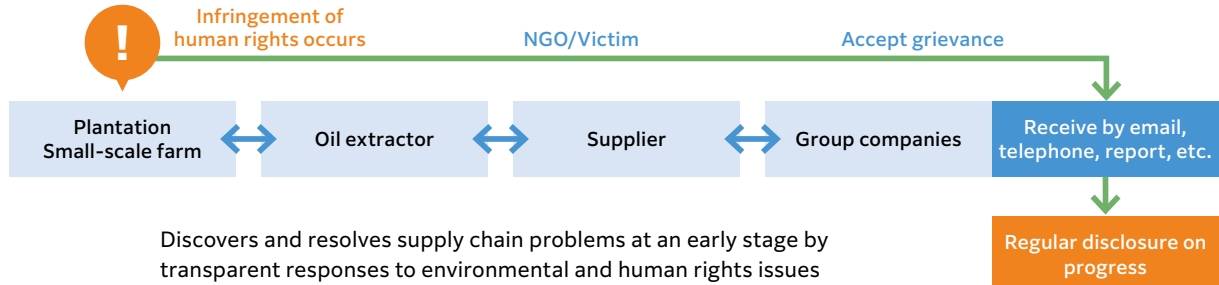 !
Infringement of
human rights occurs
NGO/Victim
Accept grievance
Plantation
Small-scale farm
Oil extractor
Supplier
Group companies
Receive by email,
telephone, report, etc.
Discovers and resolves supply chain problems at an early stage by
transparent responses to environmental and human rights issues
Regular disclosure on
progress